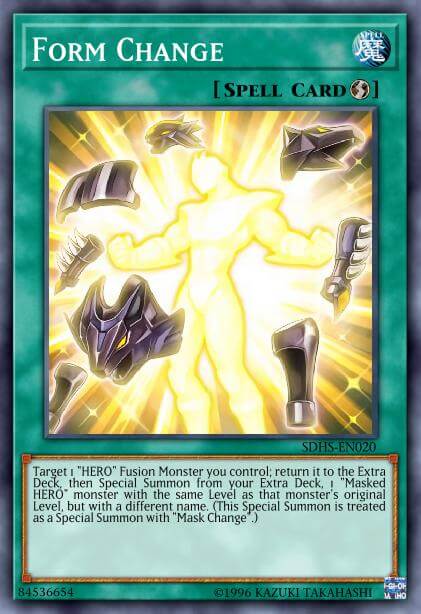 FORM CHANGE
SPELL
魔
[SPELL CARD]
SDHS-EN020
Target 1 "HERO" Fusion Monster you control; return it to the Extra
Deck, then Special Summon from your Extra Deck, 1 "Masked
HERO" monster with the same Level as that monster's original
Level, but with a different name. (This Special Summon is treated
as a Special Summon with "Mask Change".)
84536654
©1996 KAZUKI TAKAHASHI